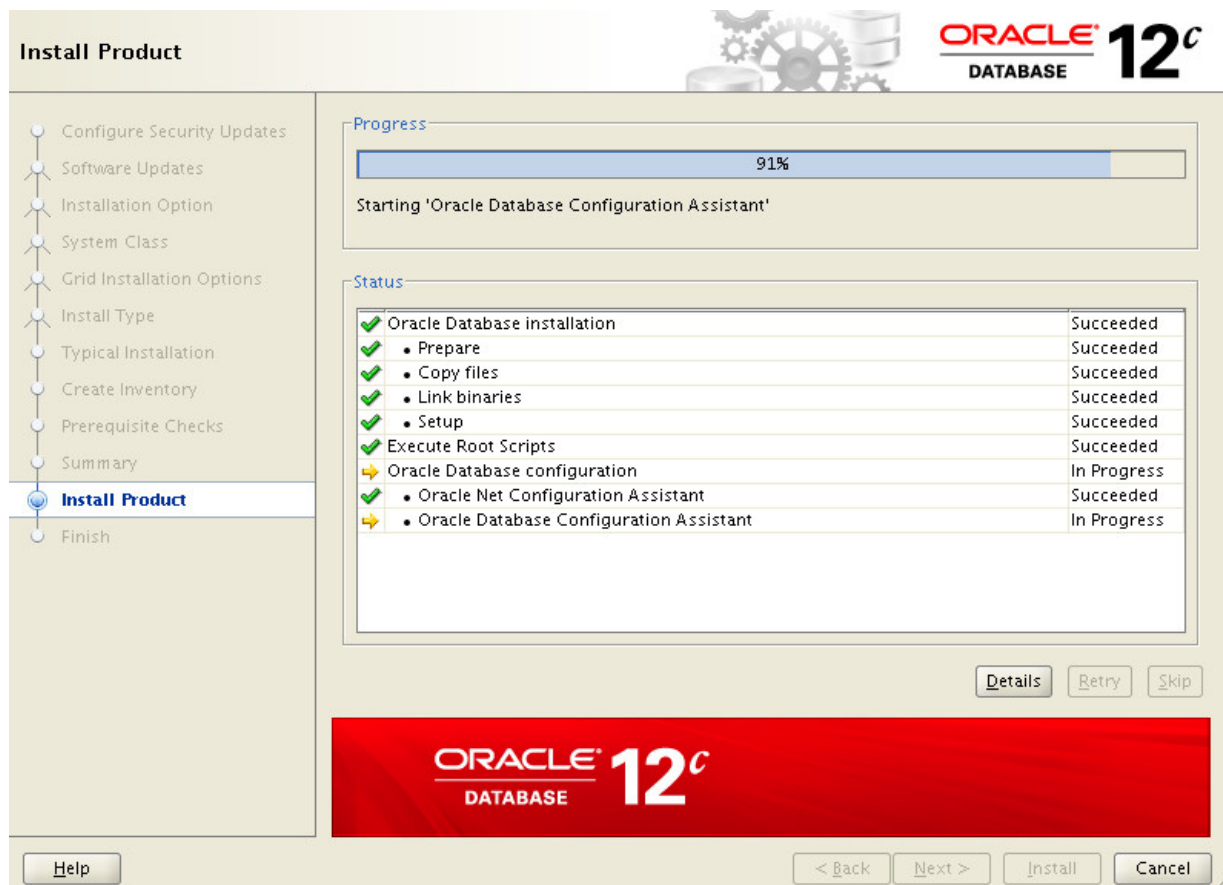 Install Product
ORACLE® 12c
DATABASE
Configure Security Updates
Software Updates
Installation Option
System Class
Grid Installation Options
Install Type
Typical Installation
Create Inventory
Prerequisite Checks
Summary
Install Product
Finish
Progress
91%
Starting 'Oracle Database Configuration Assistant'
Status
Oracle Database installation Succeeded
• Prepare Succeeded
• Copy files Succeeded
• Link binaries Succeeded
• Setup Succeeded
Execute Root Scripts Succeeded
Oracle Database configuration In Progress
• Oracle Net Configuration Assistant Succeeded
• Oracle Database Configuration Assistant In Progress
Details Retry Skip
ORACLE® 12c
DATABASE
Help < Back Next > Install Cancel